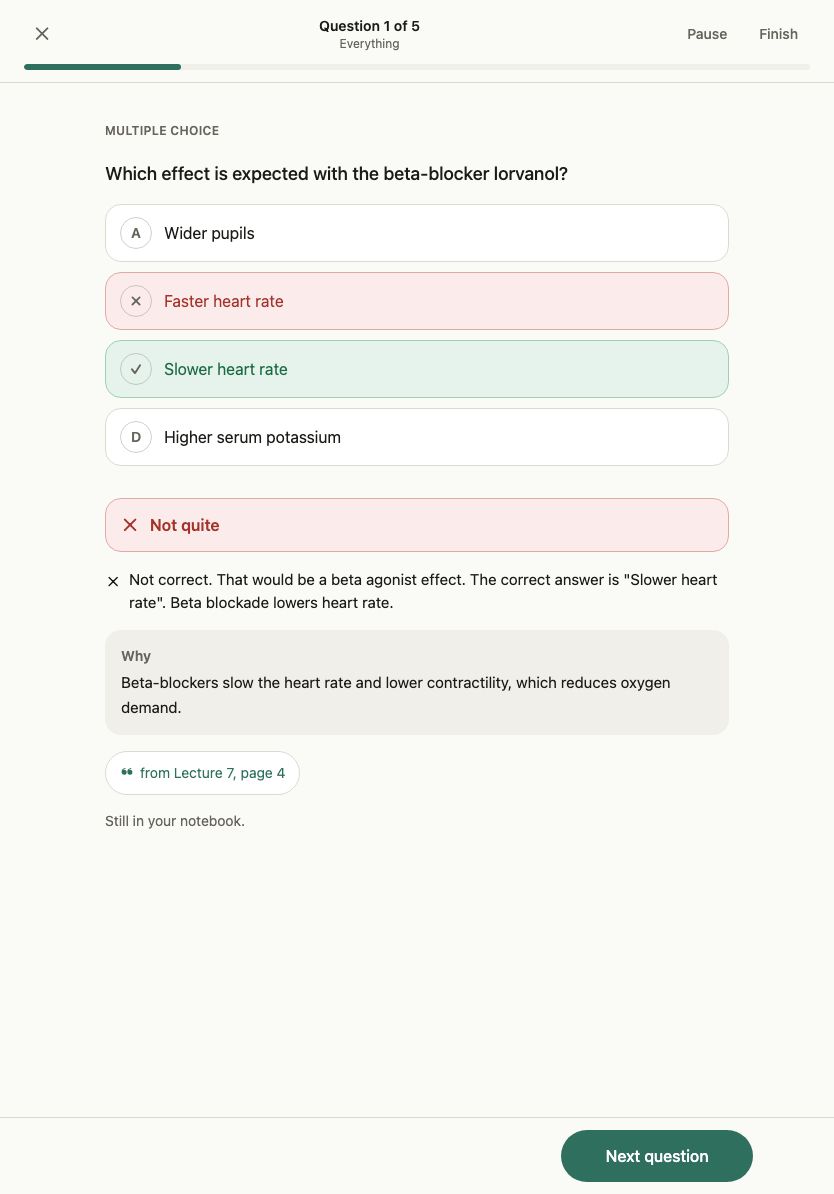 Question 1 of 5
Everything
Pause
Finish
MULTIPLE CHOICE
Which effect is expected with the beta-blocker lorvanol?
A
Wider pupils
Faster heart rate
Slower heart rate
D
Higher serum potassium
Not quite
Not correct. That would be a beta agonist effect. The correct answer is "Slower heart
rate". Beta blockade lowers heart rate.
Why
Beta-blockers slow the heart rate and lower contractility, which reduces oxygen
demand.
❝ from Lecture 7, page 4
Still in your notebook.
Next question